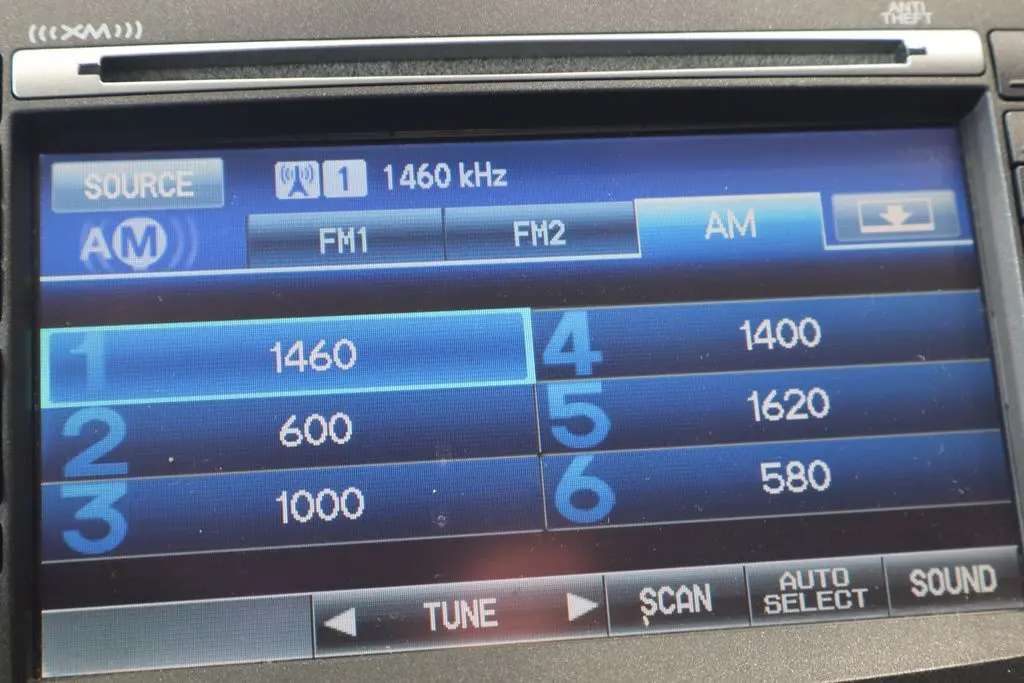 (((XM)))
ANTI
THEFT
SOURCE
1 1460 kHz
AM
FM1
FM2
AM
1 1460
2 600
3 1000
4 1400
5 1620
6 580
TUNE
SCAN
AUTO
SELECT
SOUND